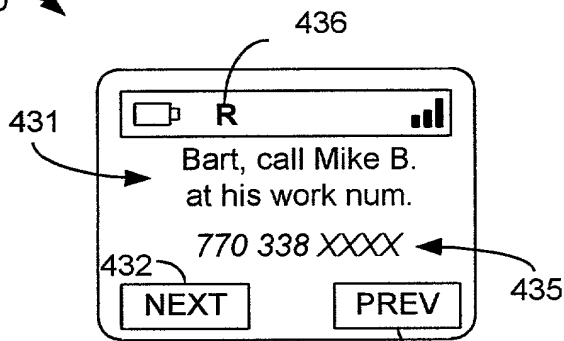 436
R
431
Bart, call Mike B.
at his work num.
770 338 XXXX
432
435
NEXT PREV